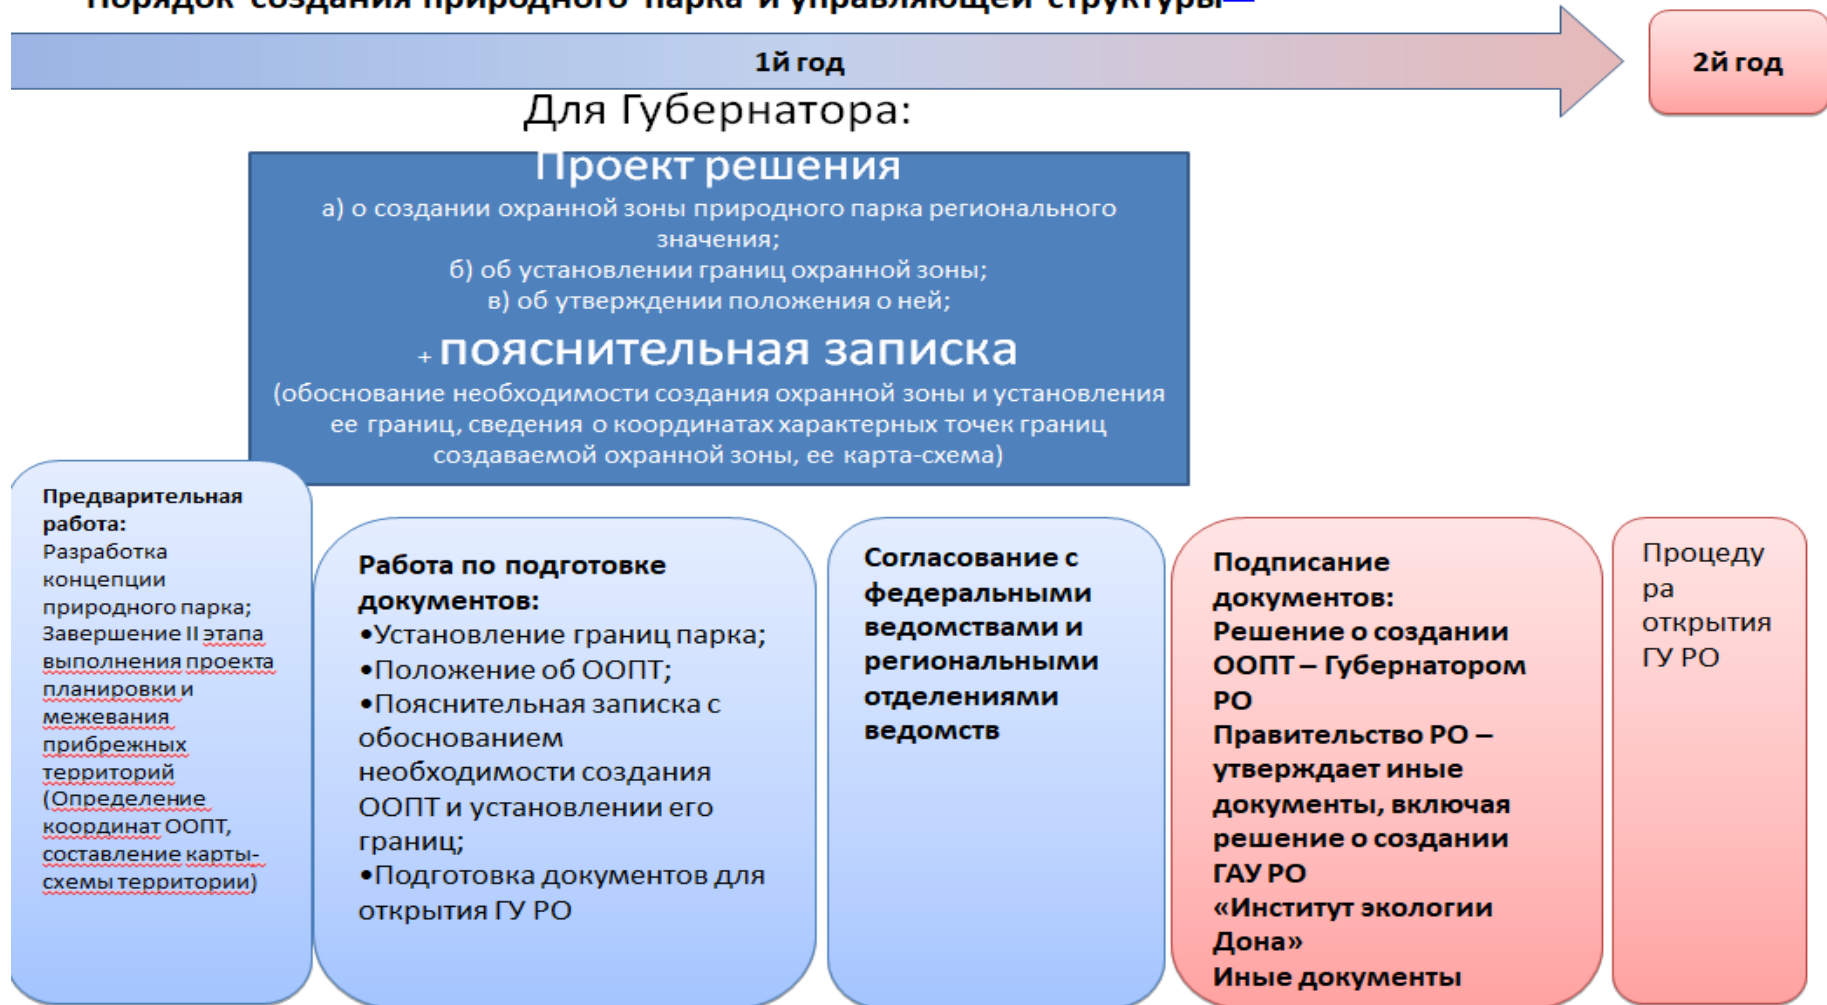 Порядок создания природного парка и управляющей структуры
1й год
2й год
Для Губернатора:
Проект решения
а) о создании охранной зоны природного парка регионального
значения;
б) об установлении границ охранной зоны;
в) об утверждении положения о ней;
+ пояснительная записка
(обоснование необходимости создания охранной зоны и установления
ее границ, сведения о координатах характерных точек границ
создаваемой охранной зоны, ее карта-схема)
Предварительная
работа:
Разработка
концепции
природного парка;
Завершение II этапа
выполнения проекта
планировки и
межевания
прибрежных
территорий
(Определение
координат ООПТ,
составление карты-
схемы территории)
Работа по подготовке
документов:
•Установление границ парка;
•Положение об ООПТ;
•Пояснительная записка с
обоснованием
необходимости создания
ООПТ и установлении его
границ;
•Подготовка документов для
открытия ГУ РО
Согласование с
федеральными
ведомствами и
региональными
отделениями
ведомств
Подписание
документов:
Решение о создании
ООПТ – Губернатором
РО
Правительство РО –
утверждает иные
документы, включая
решение о создании
ГАУ РО
«Институт экологии
Дона»
Иные документы
Процеду
ра
открытия
ГУ РО